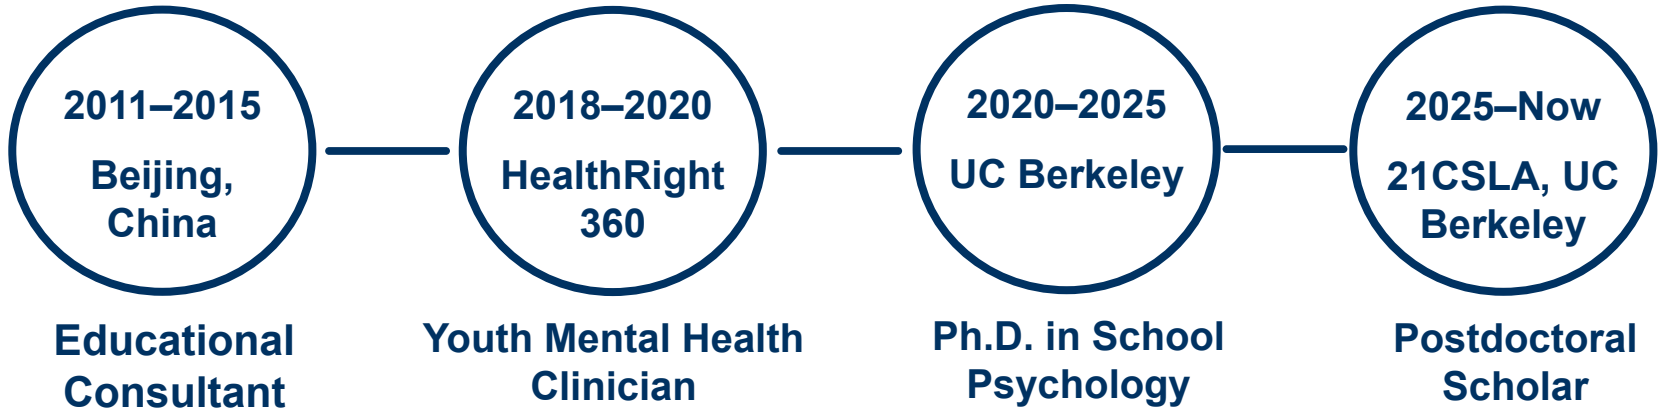 2011–2015
Beijing,
China
Educational
Consultant
2018–2020
HealthRight
360
Youth Mental Health
Clinician
2020–2025
UC Berkeley
Ph.D. in School
Psychology
2025–Now
21CSLA, UC
Berkeley
Postdoctoral
Scholar